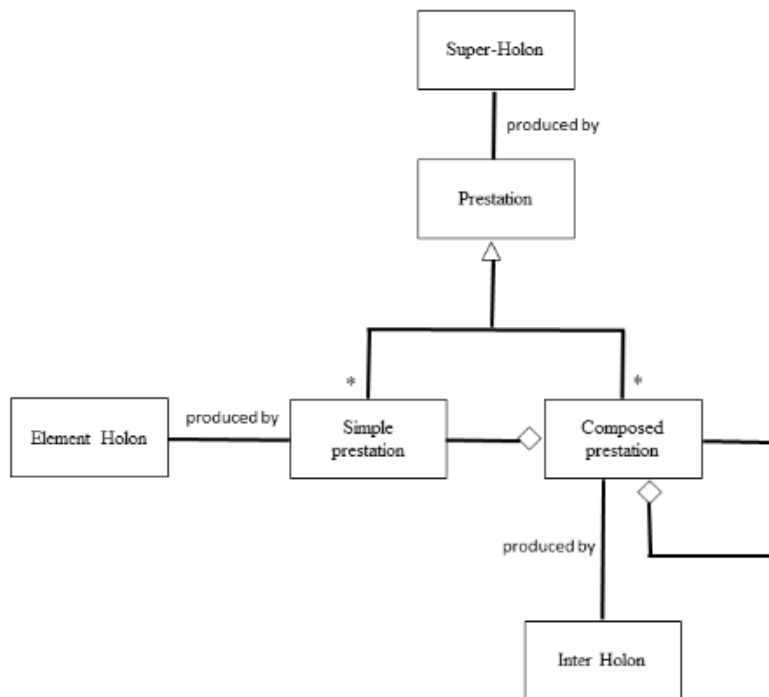 Super-Holon
produced by
Prestation
*
*
Element Holon
produced by
Simple
prestation
Composed
prestation
produced by
Inter Holon